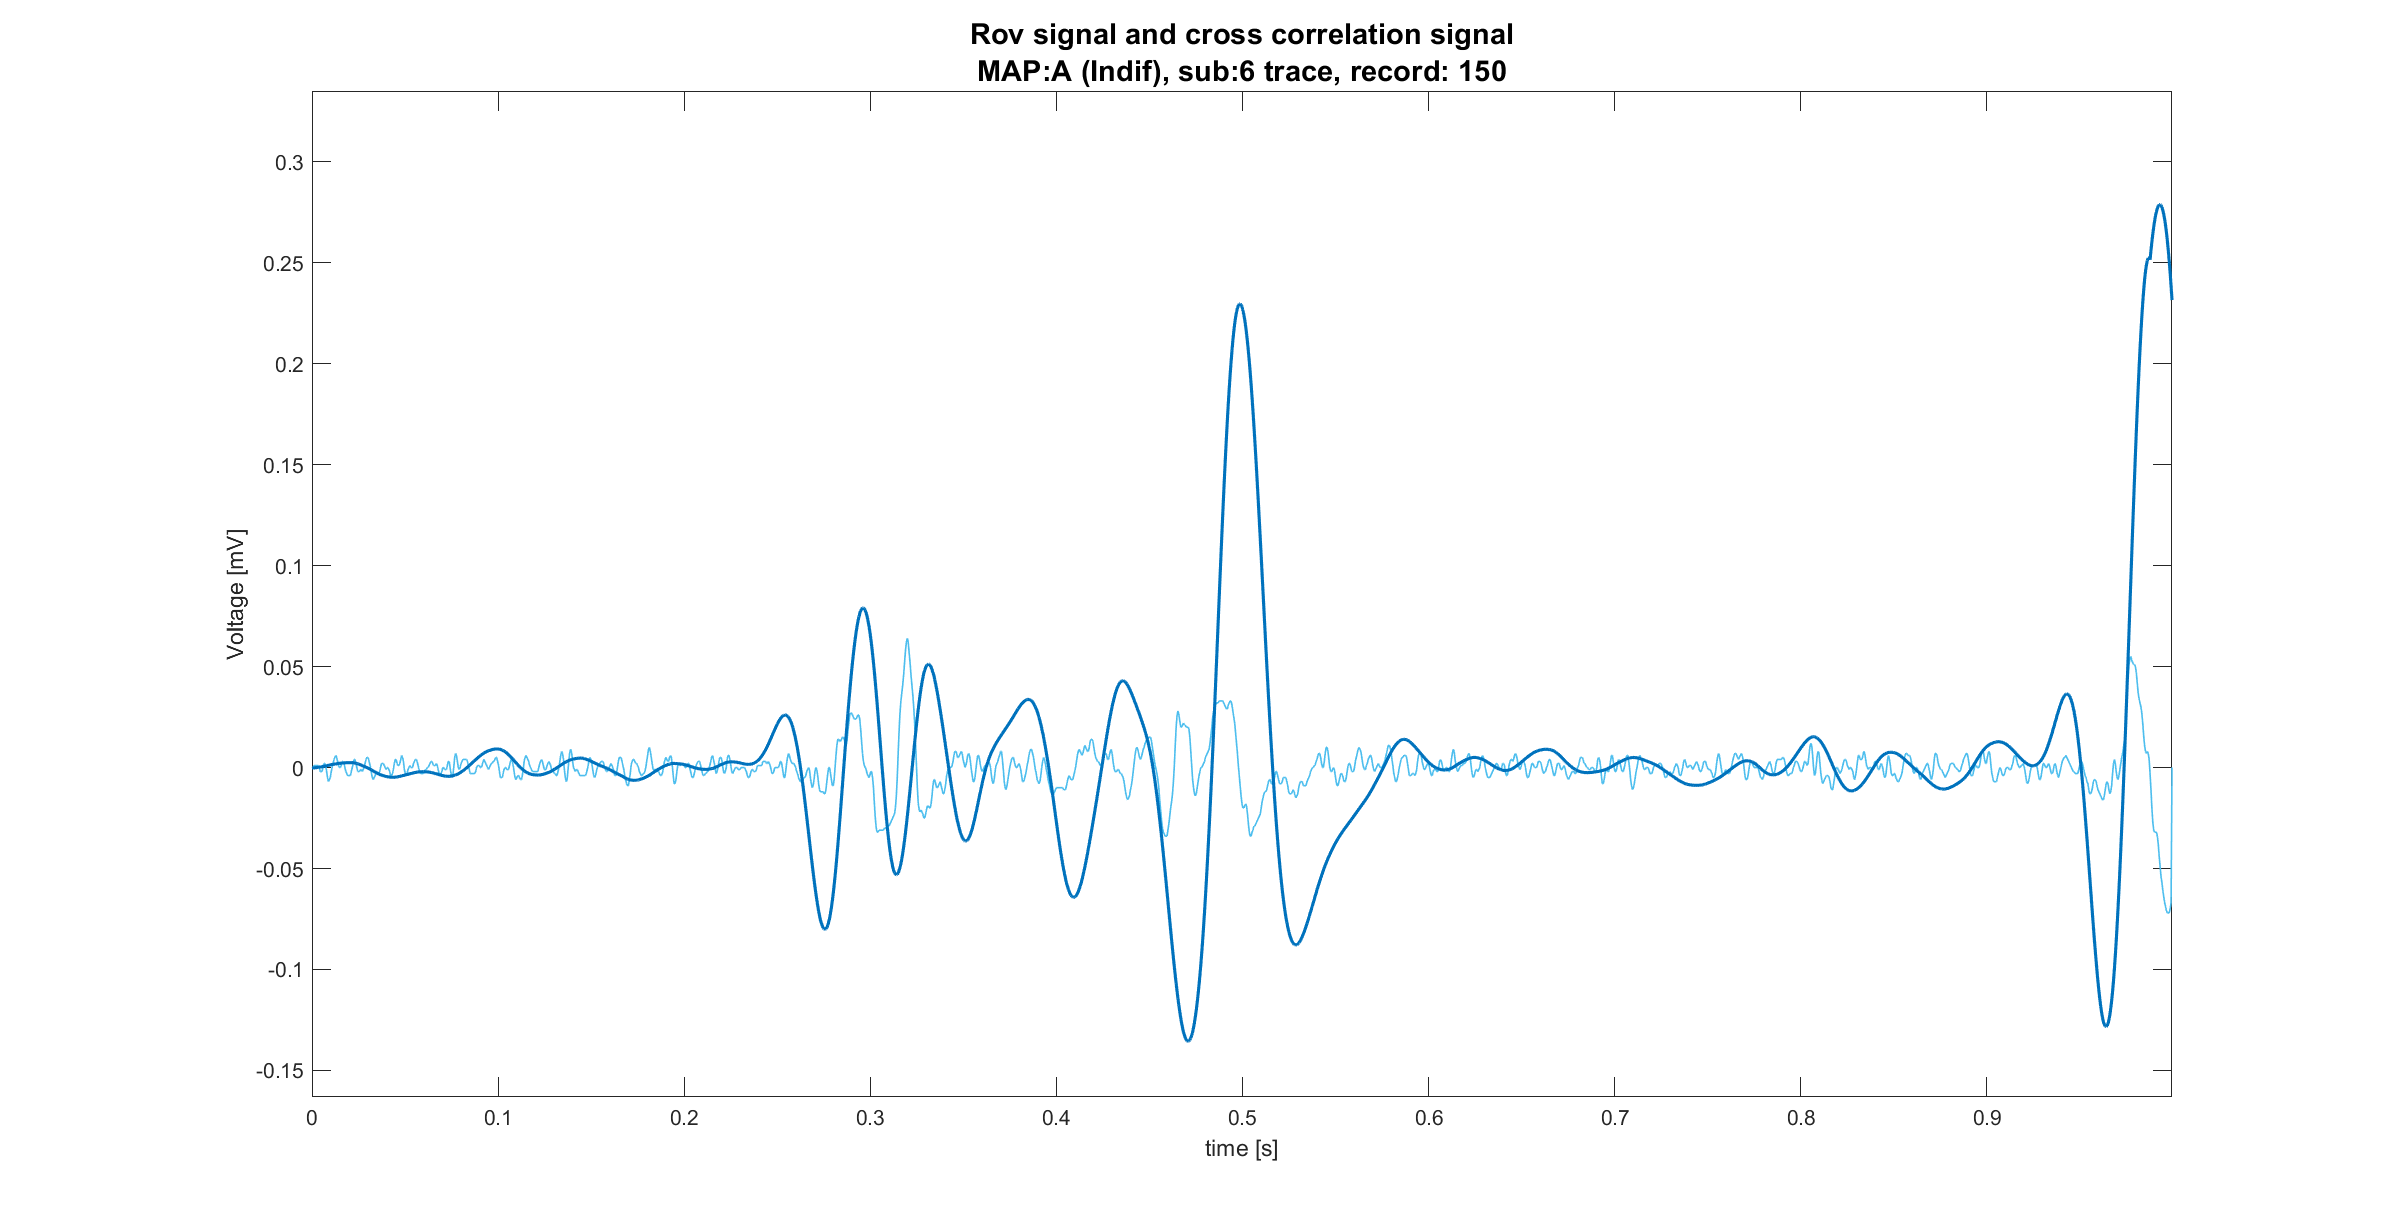 Rov signal and cross correlation signal
MAP:A (Indif), sub:6 trace, record: 150
0.3
0.25
0.2
0.15
0.1
0.05
0
-0.05
-0.1
-0.15
Voltage [mV]
0 0.1 0.2 0.3 0.4 0.5 0.6 0.7 0.8 0.9
time [s]